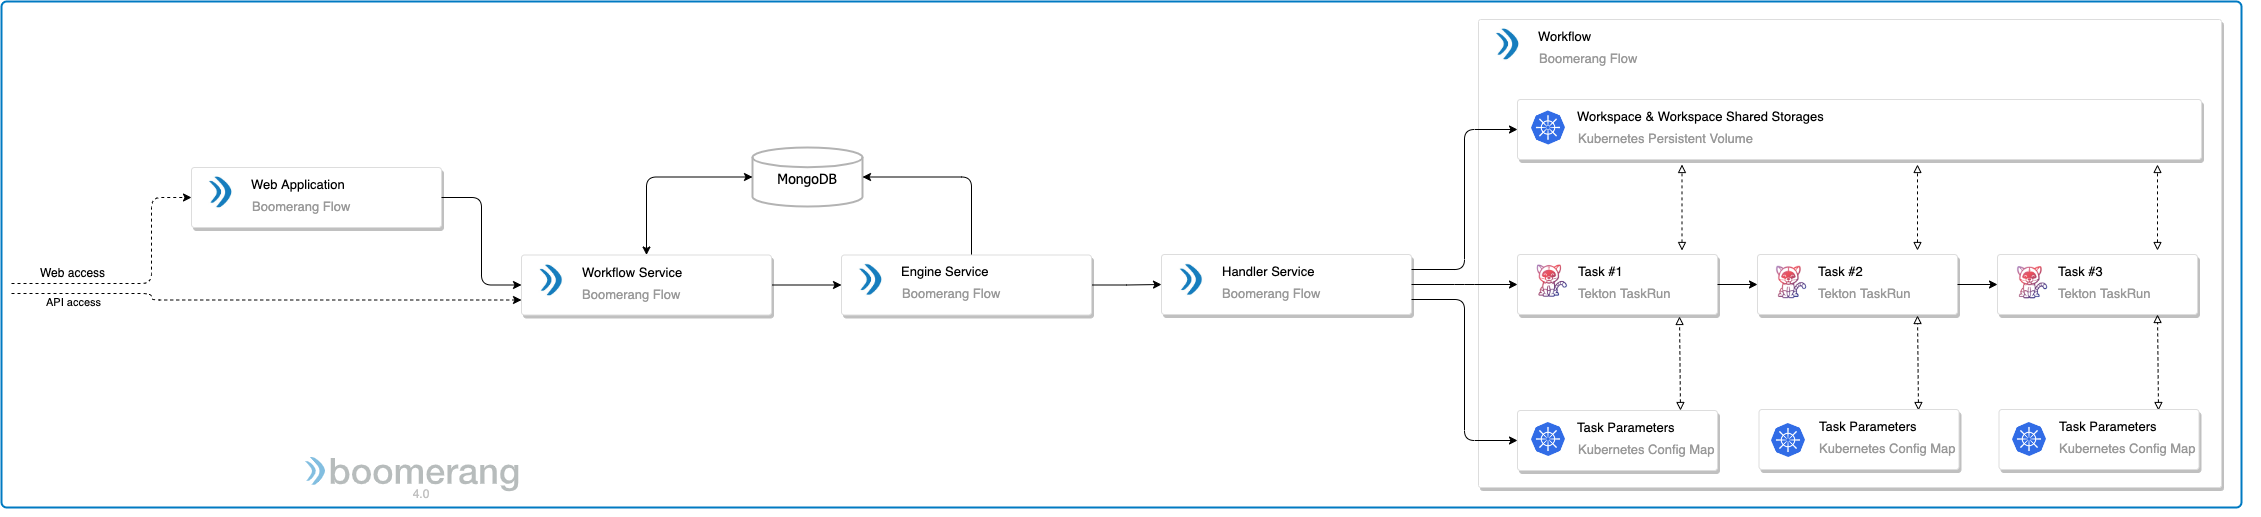 Workflow
Boomerang Flow
Workspace & Workspace Shared Storages
Kubernetes Persistent Volume
MongoDB
Web Application
Boomerang Flow
Web access
API access
Workflow Service
Boomerang Flow
Engine Service
Boomerang Flow
Handler Service
Boomerang Flow
Task #1
Tekton TaskRun
Task #2
Tekton TaskRun
Task #3
Tekton TaskRun
Task Parameters
Kubernetes Config Map
Task Parameters
Kubernetes Config Map
Task Parameters
Kubernetes Config Map
boomerang
4.0